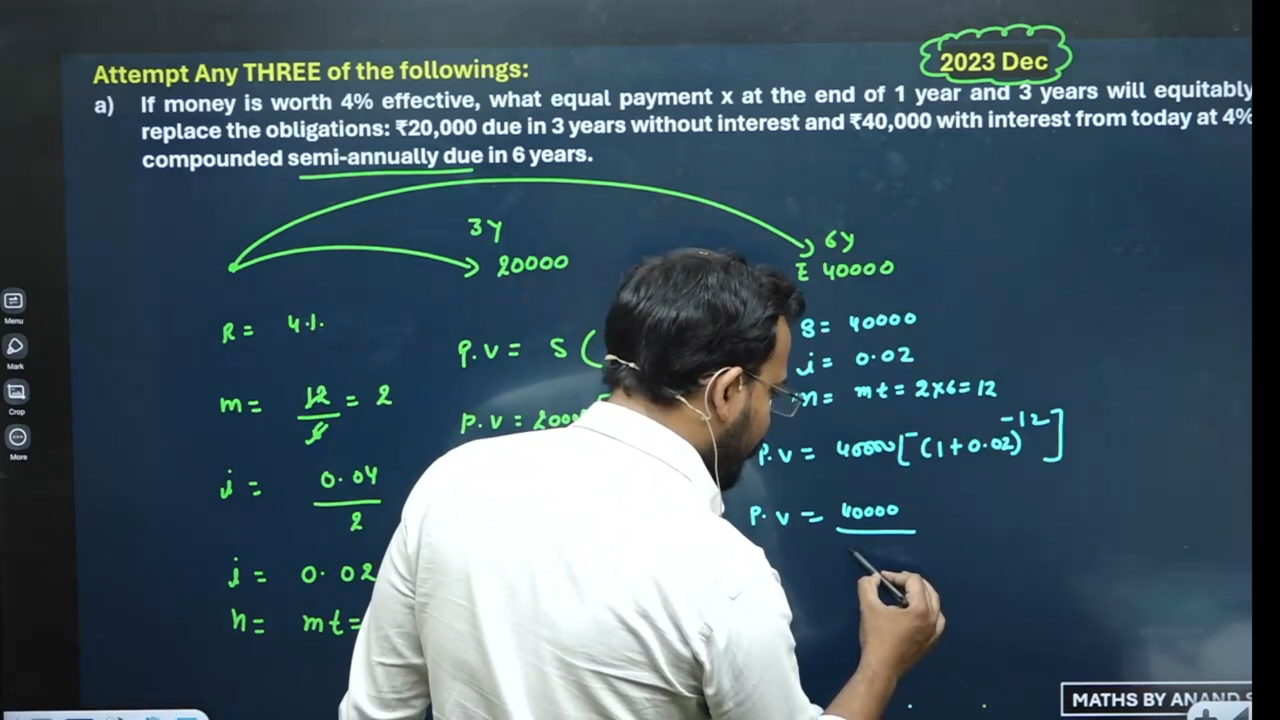 2023 Dec
Attempt Any THREE of the followings:
a) If money is worth 4% effective, what equal payment x at the end of 1 year and 3 years will equitably
replace the obligations: ₹20,000 due in 3 years without interest and ₹40,000 with interest from today at 4%
compounded semi-annually due in 6 years.
3Y
20000
6Y
40000
R = 4%
m = 12/6 = 2
j = 0.04/2
i = 0.02
n = mt =
P.V = S (
P.V = 2000
S = 40000
i = 0.02
n = mt = 2x6 = 12
P.V = 40000[(1+0.02)^-12]
P.V = 40000
Menu
Mark
Crop
More
MATHS BY ANAND S